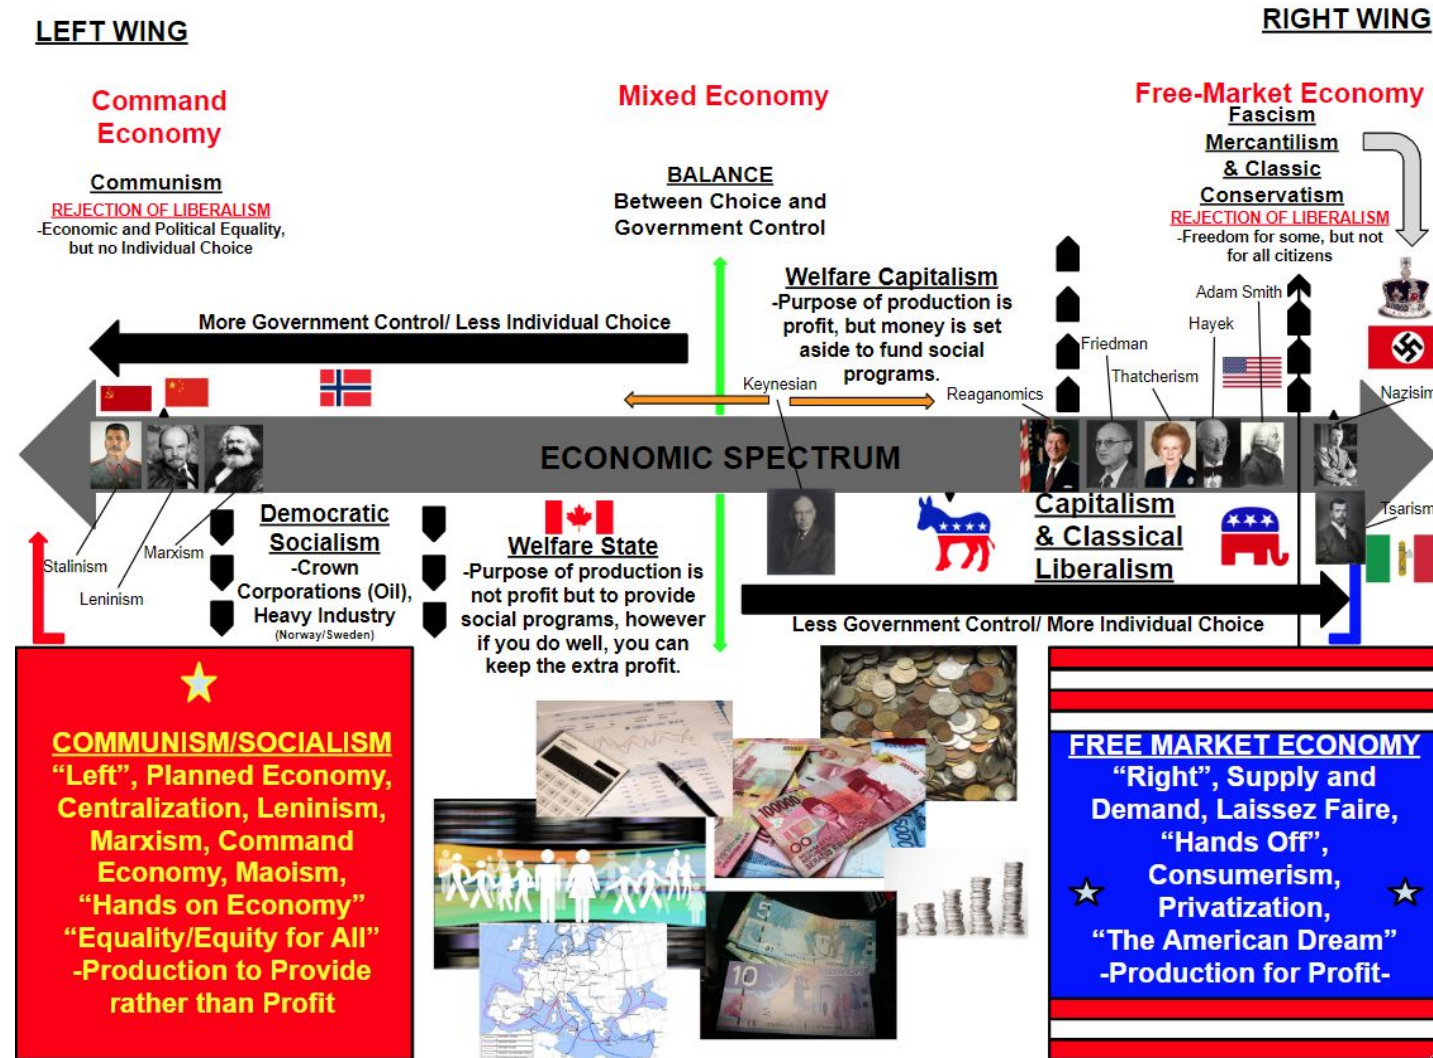 LEFT WING
RIGHT WING
Command
Economy
Mixed Economy
Free-Market Economy
Communism
REJECTION OF LIBERALISM
-Economic and Political Equality,
but no Individual Choice
BALANCE
Between Choice and
Government Control
Fascism
Mercantilism
& Classic
Conservatism
REJECTION OF LIBERALISM
-Freedom for some, but not
for all citizens
More Government Control/ Less Individual Choice
Welfare Capitalism
-Purpose of production is
profit, but money is set
aside to fund social
programs.
Keynesian
Reaganomics
Friedman
Thatcherism
Hayek
Adam Smith
Nazisim
ECONOMIC SPECTRUM
Stalinism
Leninism
Marxism
Democratic
Socialism
-Crown
Corporations (Oil),
Heavy Industry
(Norway/Sweden)
Welfare State
-Purpose of production is
not profit but to provide
social programs, however
if you do well, you can
keep the extra profit.
Capitalism
& Classical
Liberalism
Tsarism
Less Government Control/ More Individual Choice
COMMUNISM/SOCIALISM
“Left”, Planned Economy,
Centralization, Leninism,
Marxism, Command
Economy, Maoism,
“Hands on Economy”
“Equality/Equity for All”
-Production to Provide
rather than Profit
100000
5
10
FREE MARKET ECONOMY
“Right”, Supply and
Demand, Laissez Faire,
“Hands Off”,
Consumerism,
Privatization,
“The American Dream”
-Production for Profit-